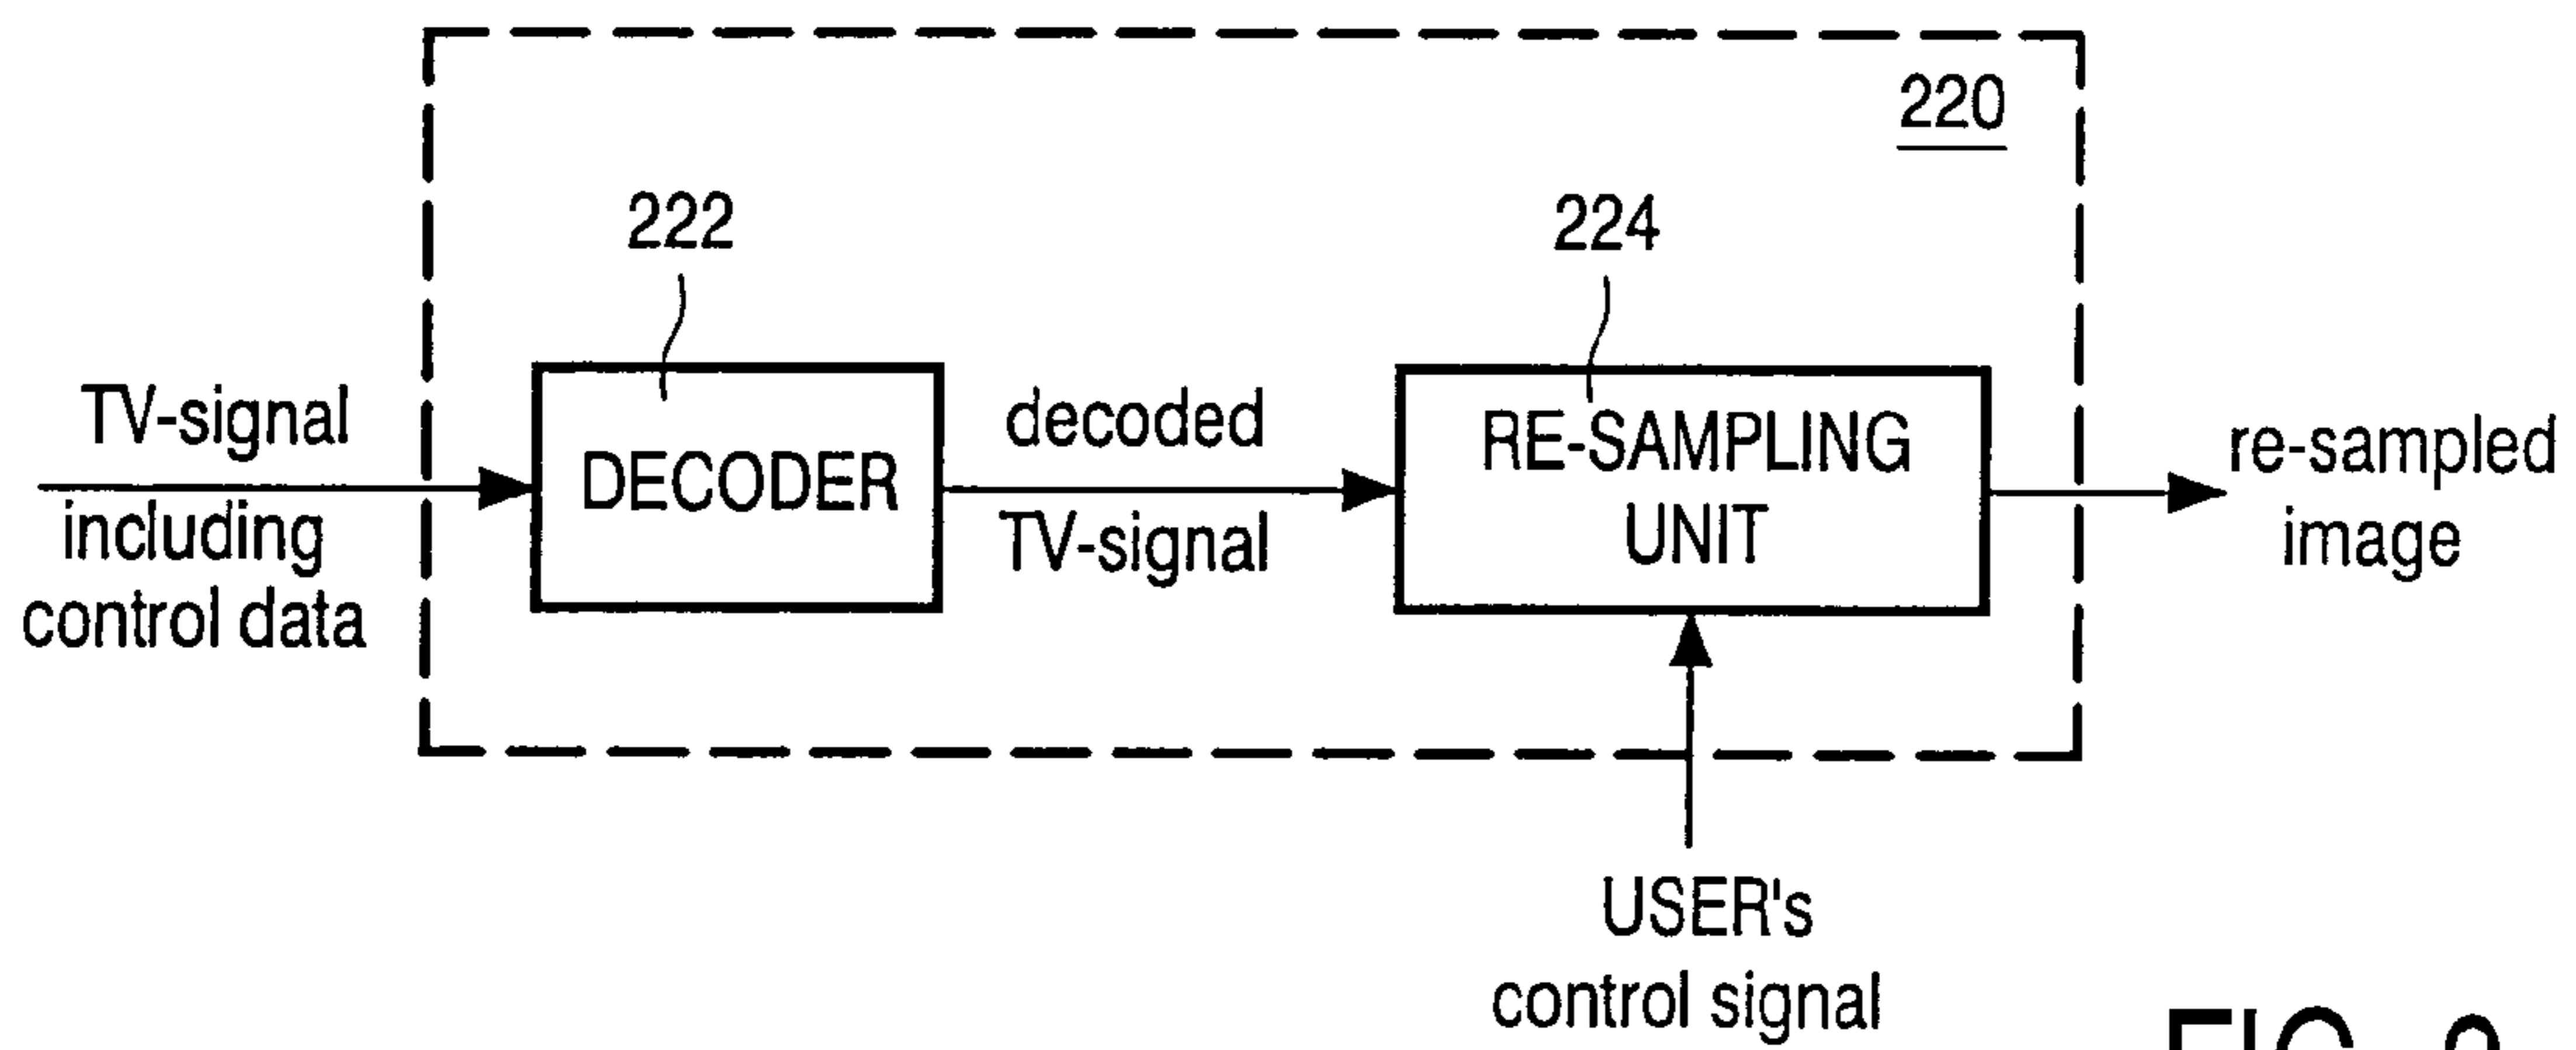 220
222
224
TV-signal
including
control data
DECODER
decoded
TV-signal
RE-SAMPLING
UNIT
re-sampled
image
USER's
control signal
FIG.